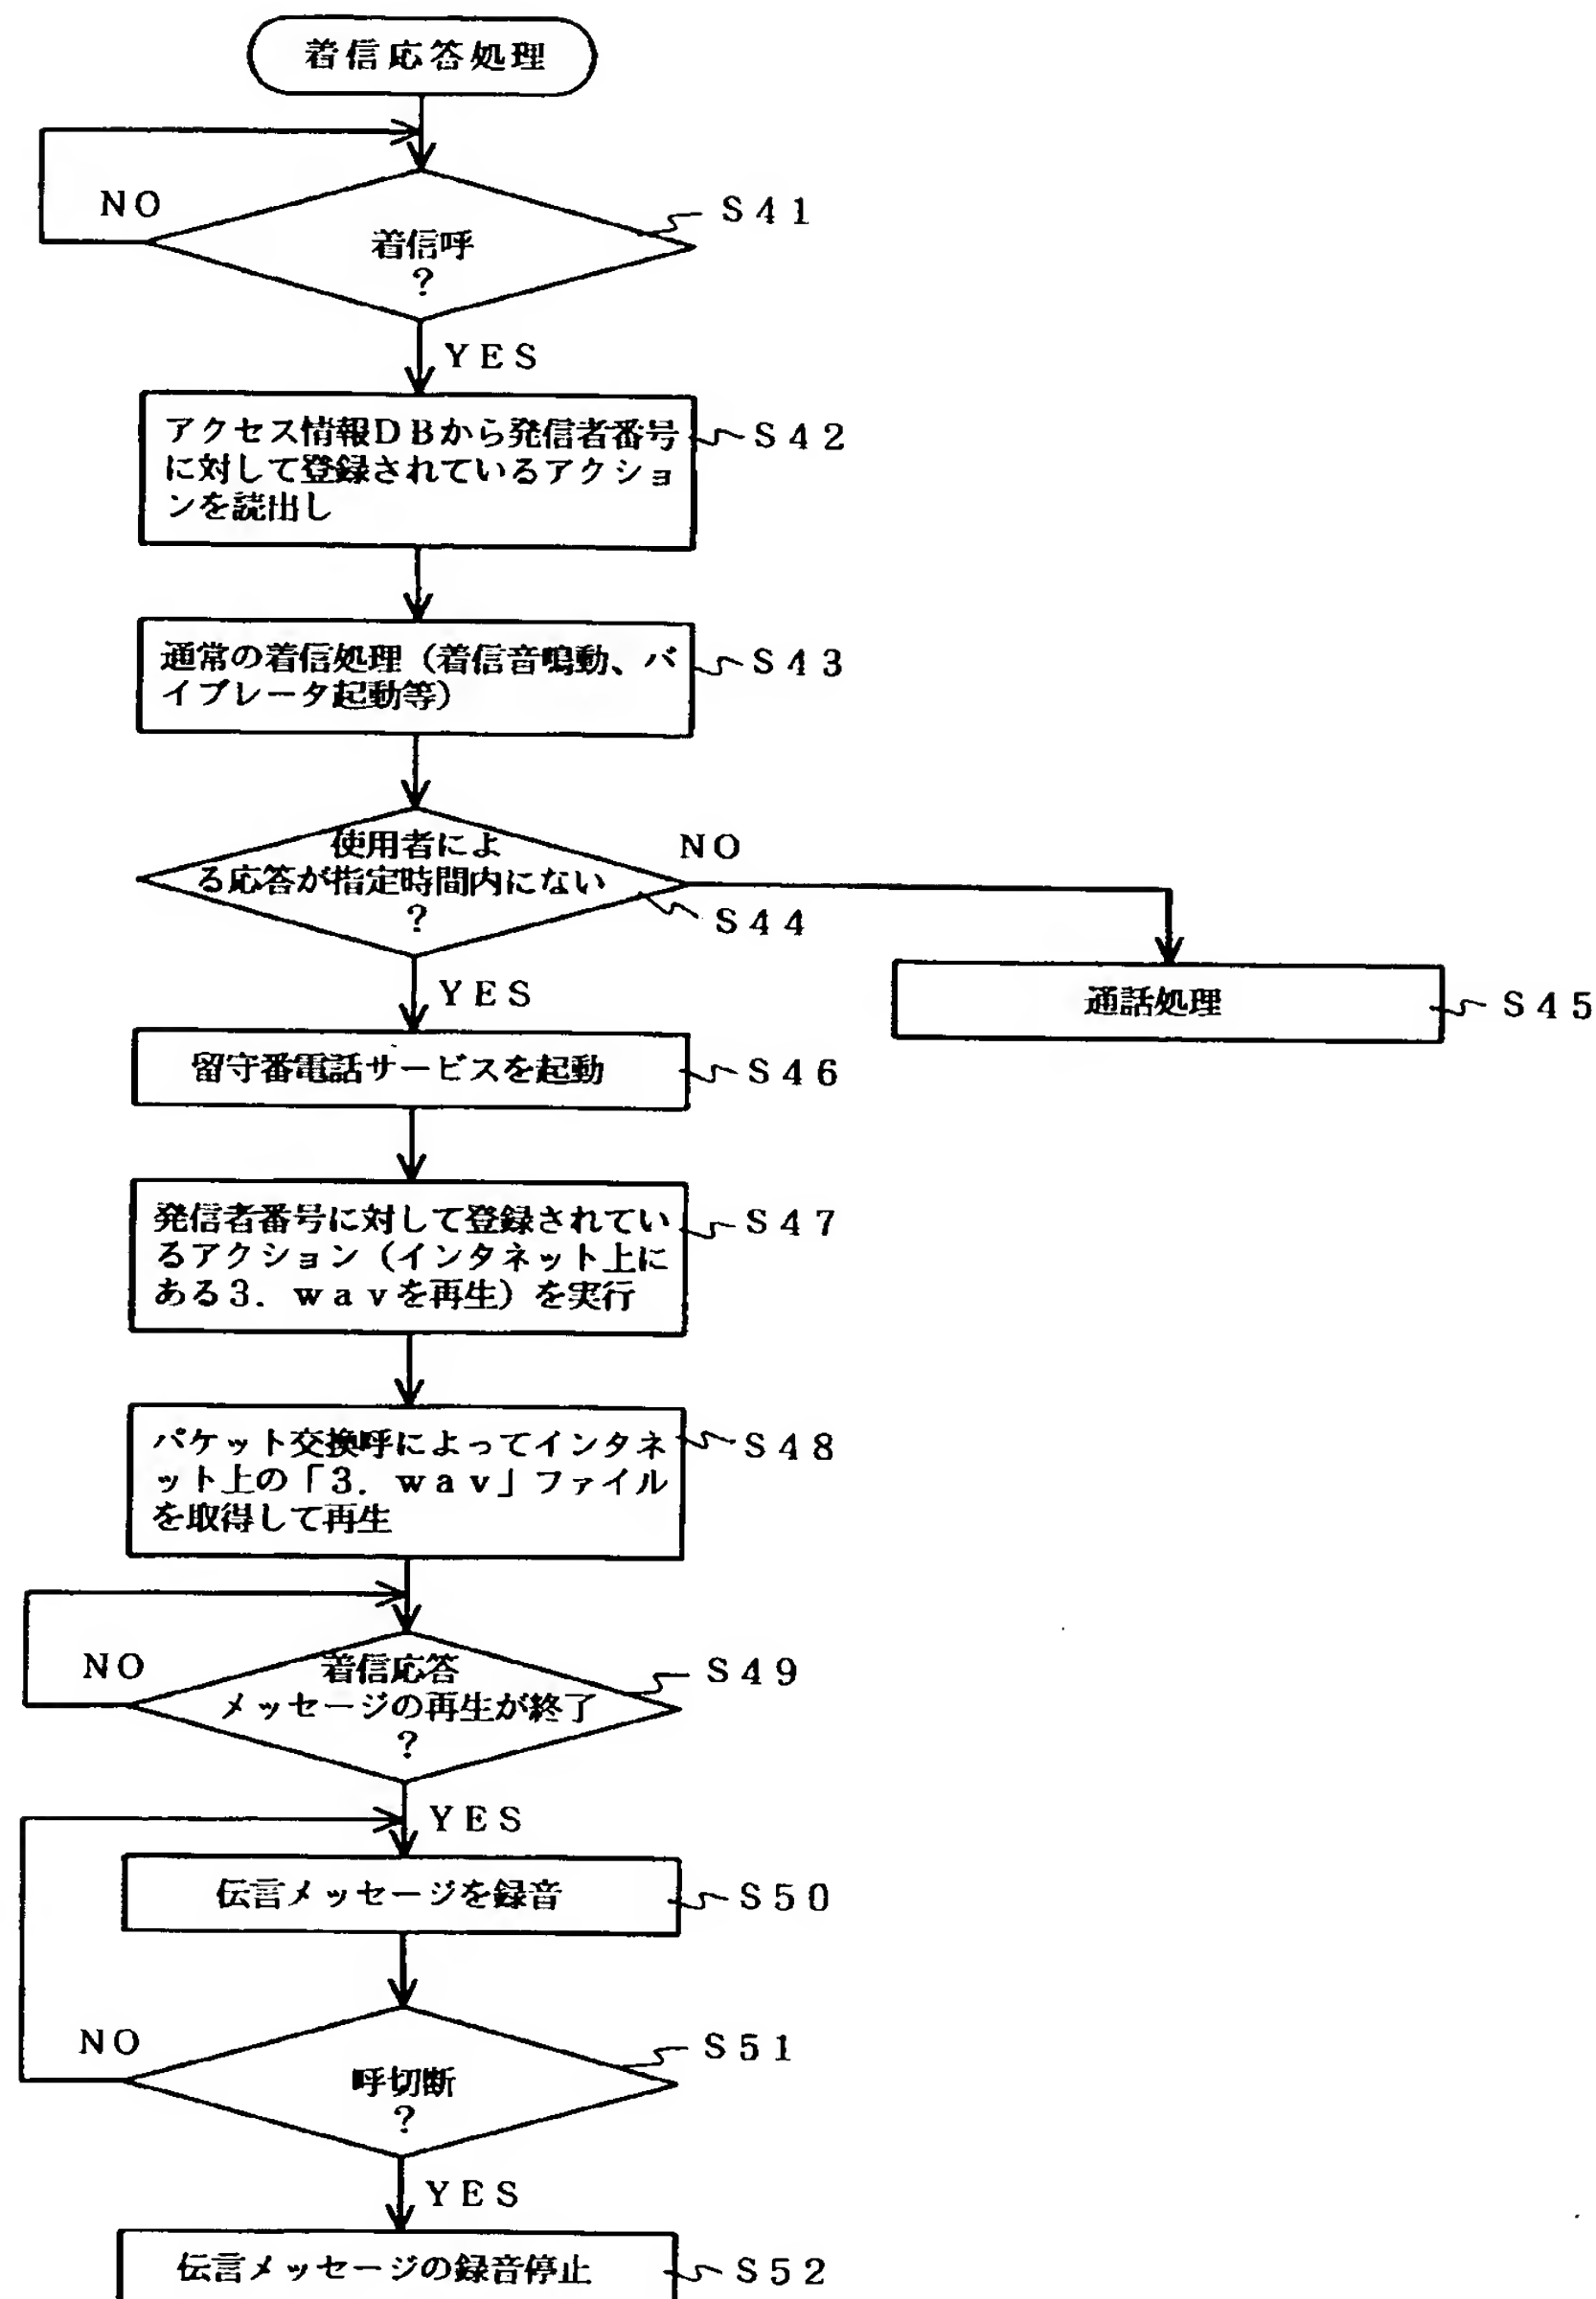 着信応答処理
NO
S41
着信呼
?
YES
アクセス情報DBから発信者番号
に対して登録されているアクショ
ンを読出し
S42
通常の着信処理(着信音鳴動、バ
イブレータ起動等)
S43
使用者によ
る応答が指定時間内にない
?
NO
S44
YES
通話処理
S45
留守番電話サービスを起動
S46
発信者番号に対して登録されてい
るアクション(インタネット上に
ある3.wavを再生)を実行
S47
パケット交換呼によってインタネ
ット上の「3.wav」ファイル
を取得して再生
S48
NO
着信応答
メッセージの再生が終了
?
S49
YES
伝言メッセージを録音
S50
NO
S51
呼切断
?
YES
伝言メッセージの録音停止
S52